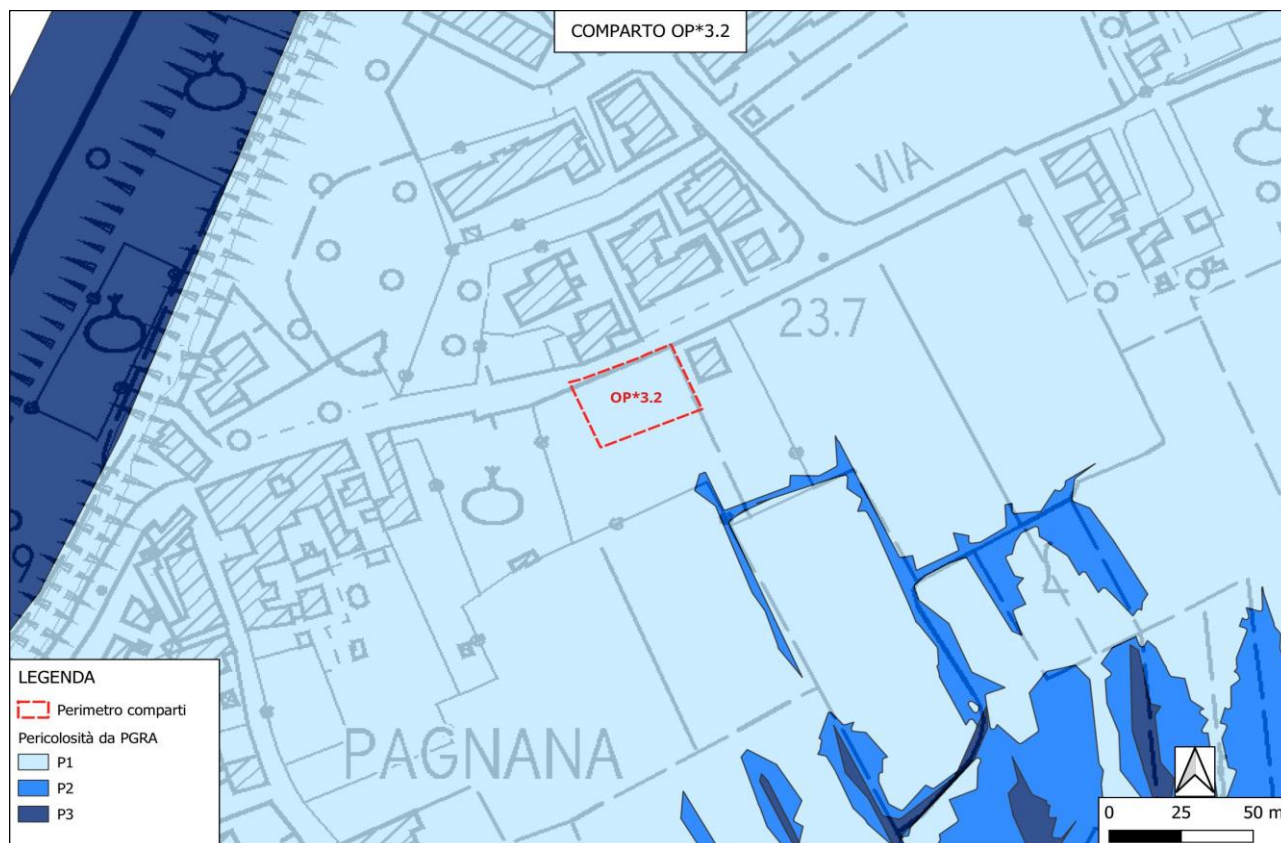 COMPARTO OP*3.2
VIA
23.7
OP*3.2
9
PAGNANA
LEGENDA
Perimetro comparti
Pericolosità da PGRA
P1
P2
P3
0 25 50 m